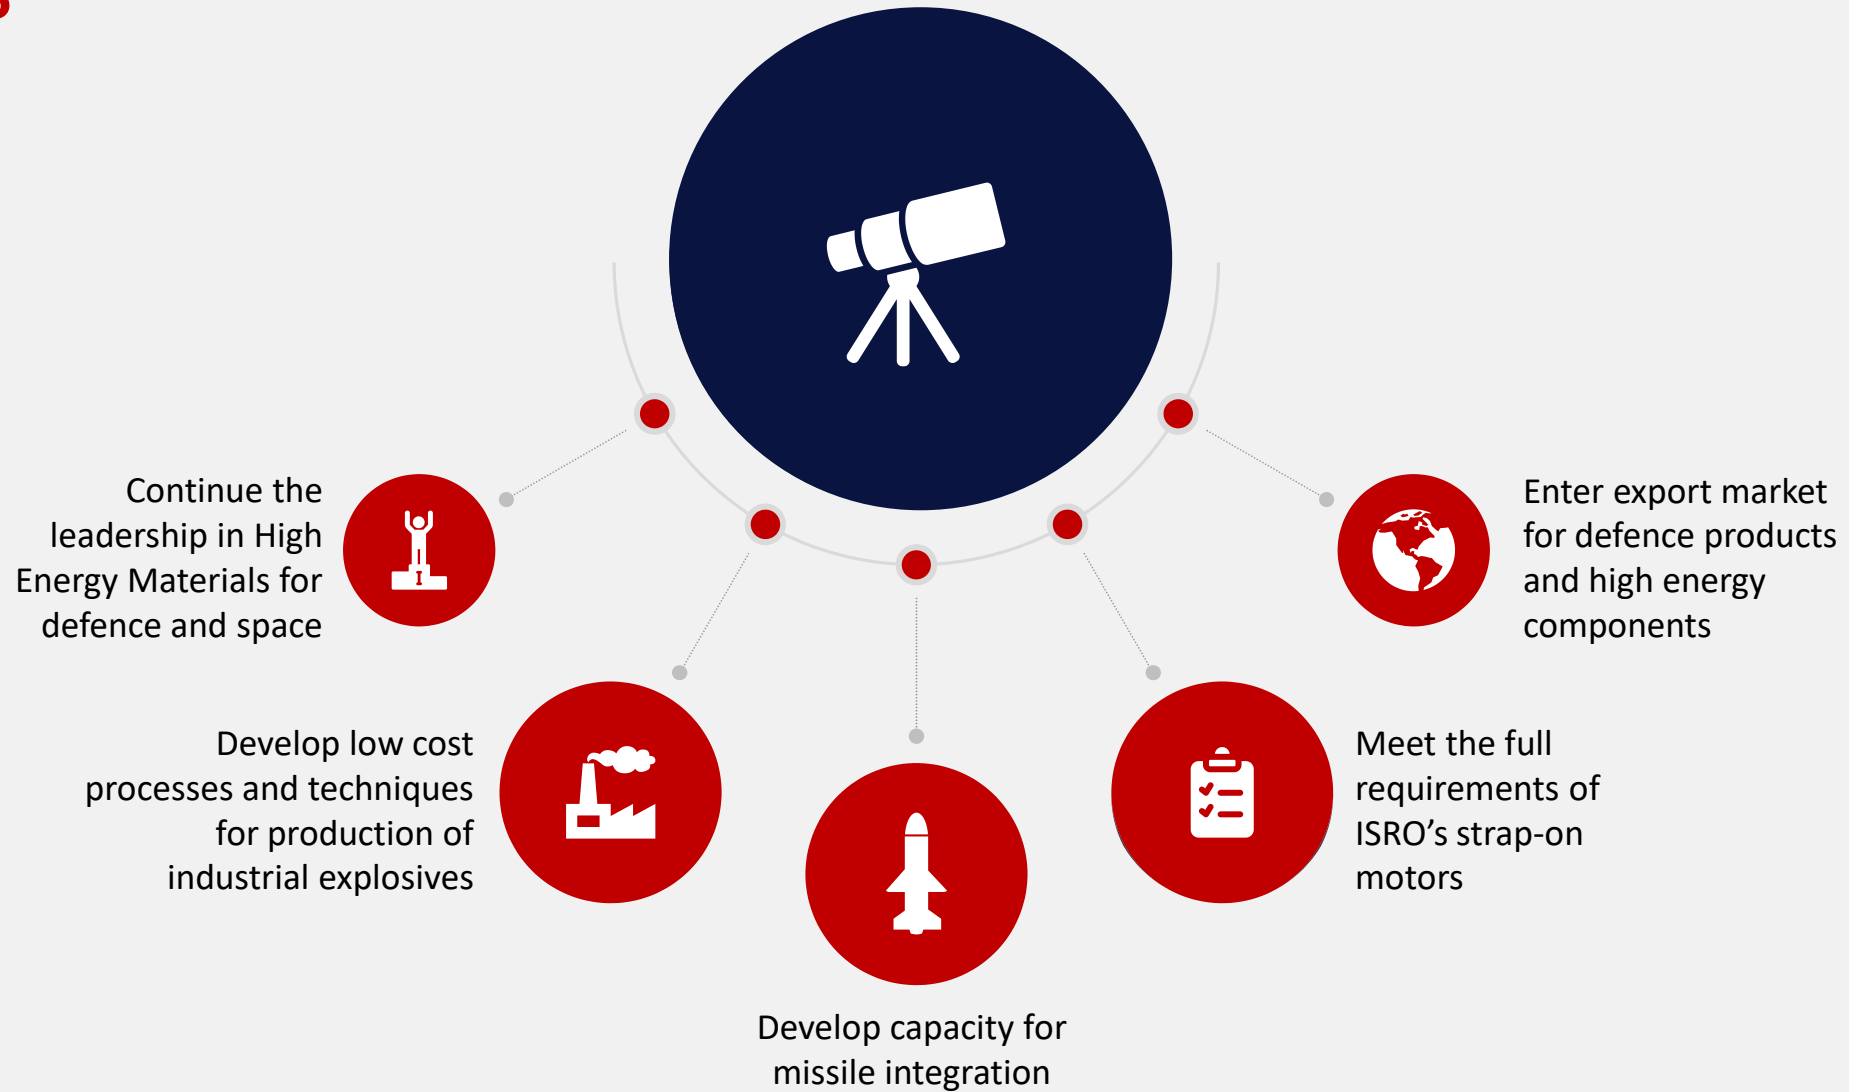 Continue the
leadership in High
Energy Materials for
defence and space
Develop low cost
processes and techniques
for production of
industrial explosives
Develop capacity for
missile integration
Meet the full
requirements of
ISRO’s strap-on
motors
Enter export market
for defence products
and high energy
components